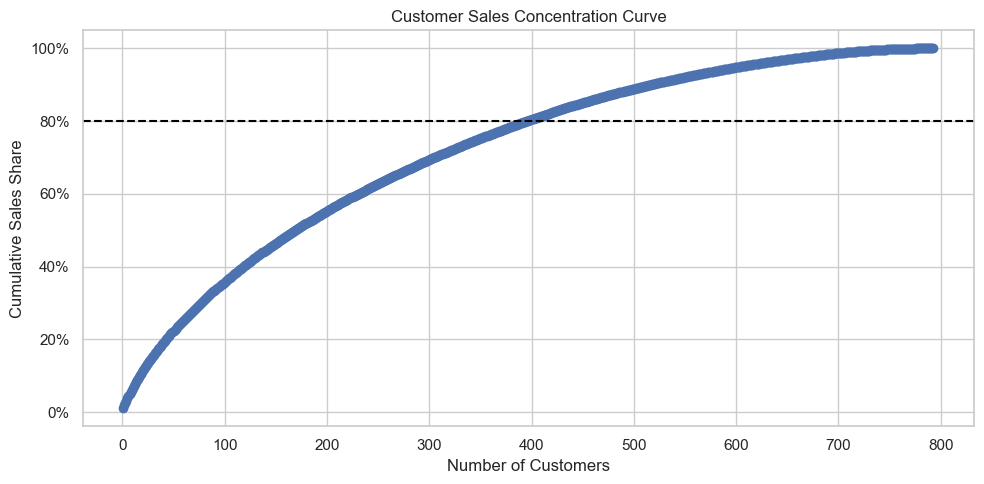 Customer Sales Concentration Curve
100%
80%
60%
40%
20%
0%
Cumulative Sales Share
0 100 200 300 400 500 600 700 800
Number of Customers